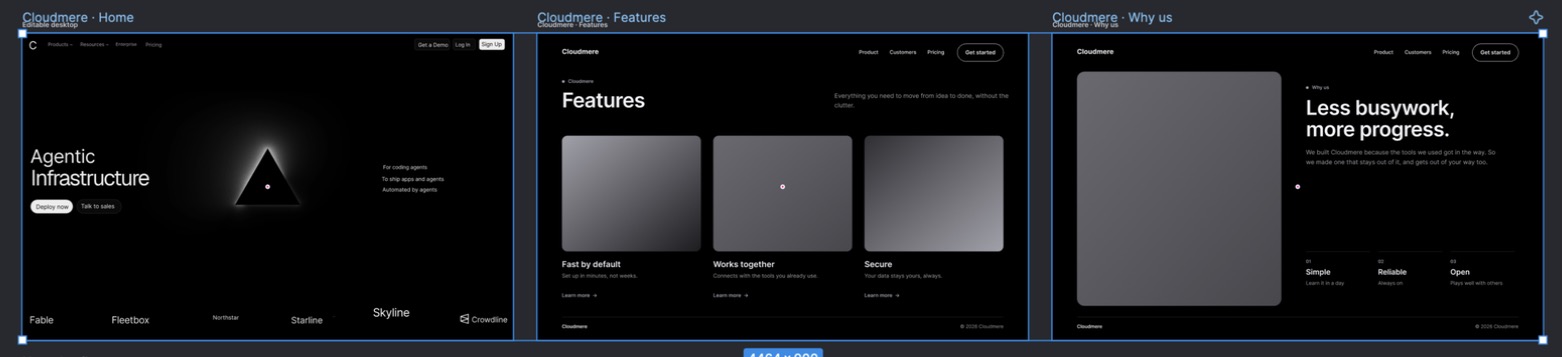 Cloudmere · Home
Editable desktop
C
Products
Resources
Enterprise
Pricing
Get a Demo
Log In
Sign Up
Agentic
Infrastructure
Deploy now
Talk to sales
For coding agents
To ship apps and agents
Automated by agents
Fable
Fleetbox
Northstar
Starline
Skyline
Crowdline
Cloudmere · Features
Cloudmere · Features
Cloudmere
Product
Customers
Pricing
Get started
Cloudmere
Features
Everything you need to move from idea to done, without the
clutter.
Fast by default
Set up in minutes, not weeks.
Learn more →
Works together
Connects with the tools you already use.
Learn more →
Secure
Your data stays yours, always.
Learn more →
Cloudmere
© 2026 Cloudmere
Cloudmere · Why us
Cloudmere · Why us
Cloudmere
Product
Customers
Pricing
Get started
Why us
Less busywork,
more progress.
We built Cloudmere because the tools we used got in the way. So
we made one that stays out of it, and gets out of your way too.
01
Simple
Learn it in a day
02
Reliable
Always on
03
Open
Plays well with others
Cloudmere
© 2026 Cloudmere